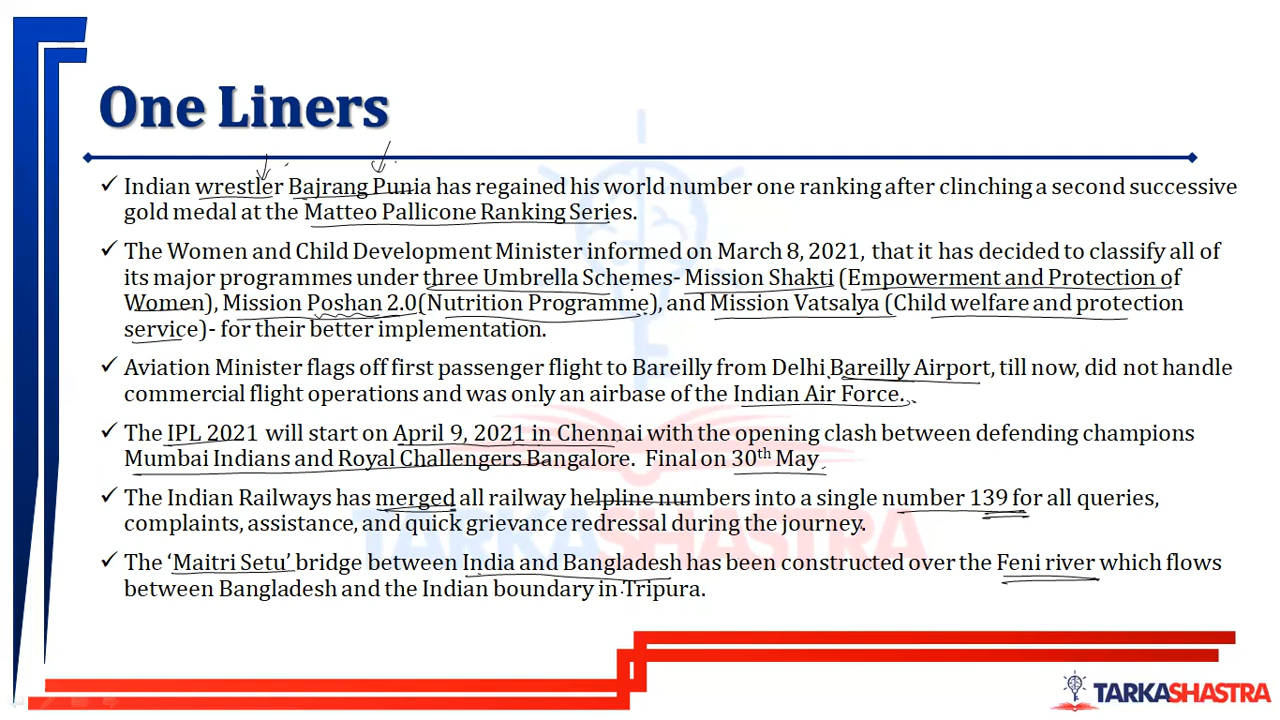 One Liners
✓ Indian wrestler Bajrang Punia has regained his world number one ranking after clinching a second successive
gold medal at the Matteo Pallicone Ranking Series.
✓ The Women and Child Development Minister informed on March 8, 2021, that it has decided to classify all of
its major programmes under three Umbrella Schemes- Mission Shakti (Empowerment and Protection of
Women), Mission Poshan 2.0(Nutrition Programme), and Mission Vatsalya (Child welfare and protection
service)- for their better implementation.
✓ Aviation Minister flags off first passenger flight to Bareilly from Delhi Bareilly Airport, till now, did not handle
commercial flight operations and was only an airbase of the Indian Air Force.
✓ The IPL 2021 will start on April 9, 2021 in Chennai with the opening clash between defending champions
Mumbai Indians and Royal Challengers Bangalore. Final on 30th May
✓ The Indian Railways has merged all railway helpline numbers into a single number 139 for all queries,
complaints, assistance, and quick grievance redressal during the journey.
✓ The ‘Maitri Setu’ bridge between India and Bangladesh has been constructed over the Feni river which flows
between Bangladesh and the Indian boundary in Tripura.
TARKASHASTRA
TARKASHASTRA